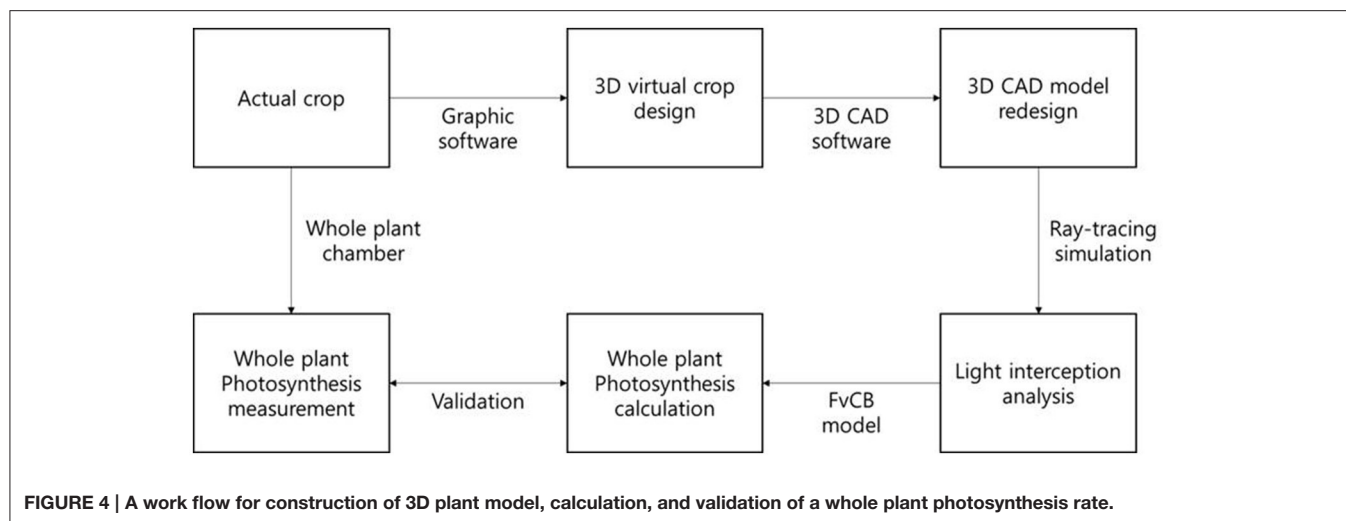 Actual crop
Graphic
software
3D virtual crop
design
3D CAD
software
3D CAD model
redesign
Whole plant
chamber
Ray-tracing
simulation
Whole plant
Photosynthesis
measurement
Validation
Whole plant
Photosynthesis
calculation
FvCB
model
Light interception
analysis
FIGURE 4 | A work flow for construction of 3D plant model, calculation, and validation of a whole plant photosynthesis rate.